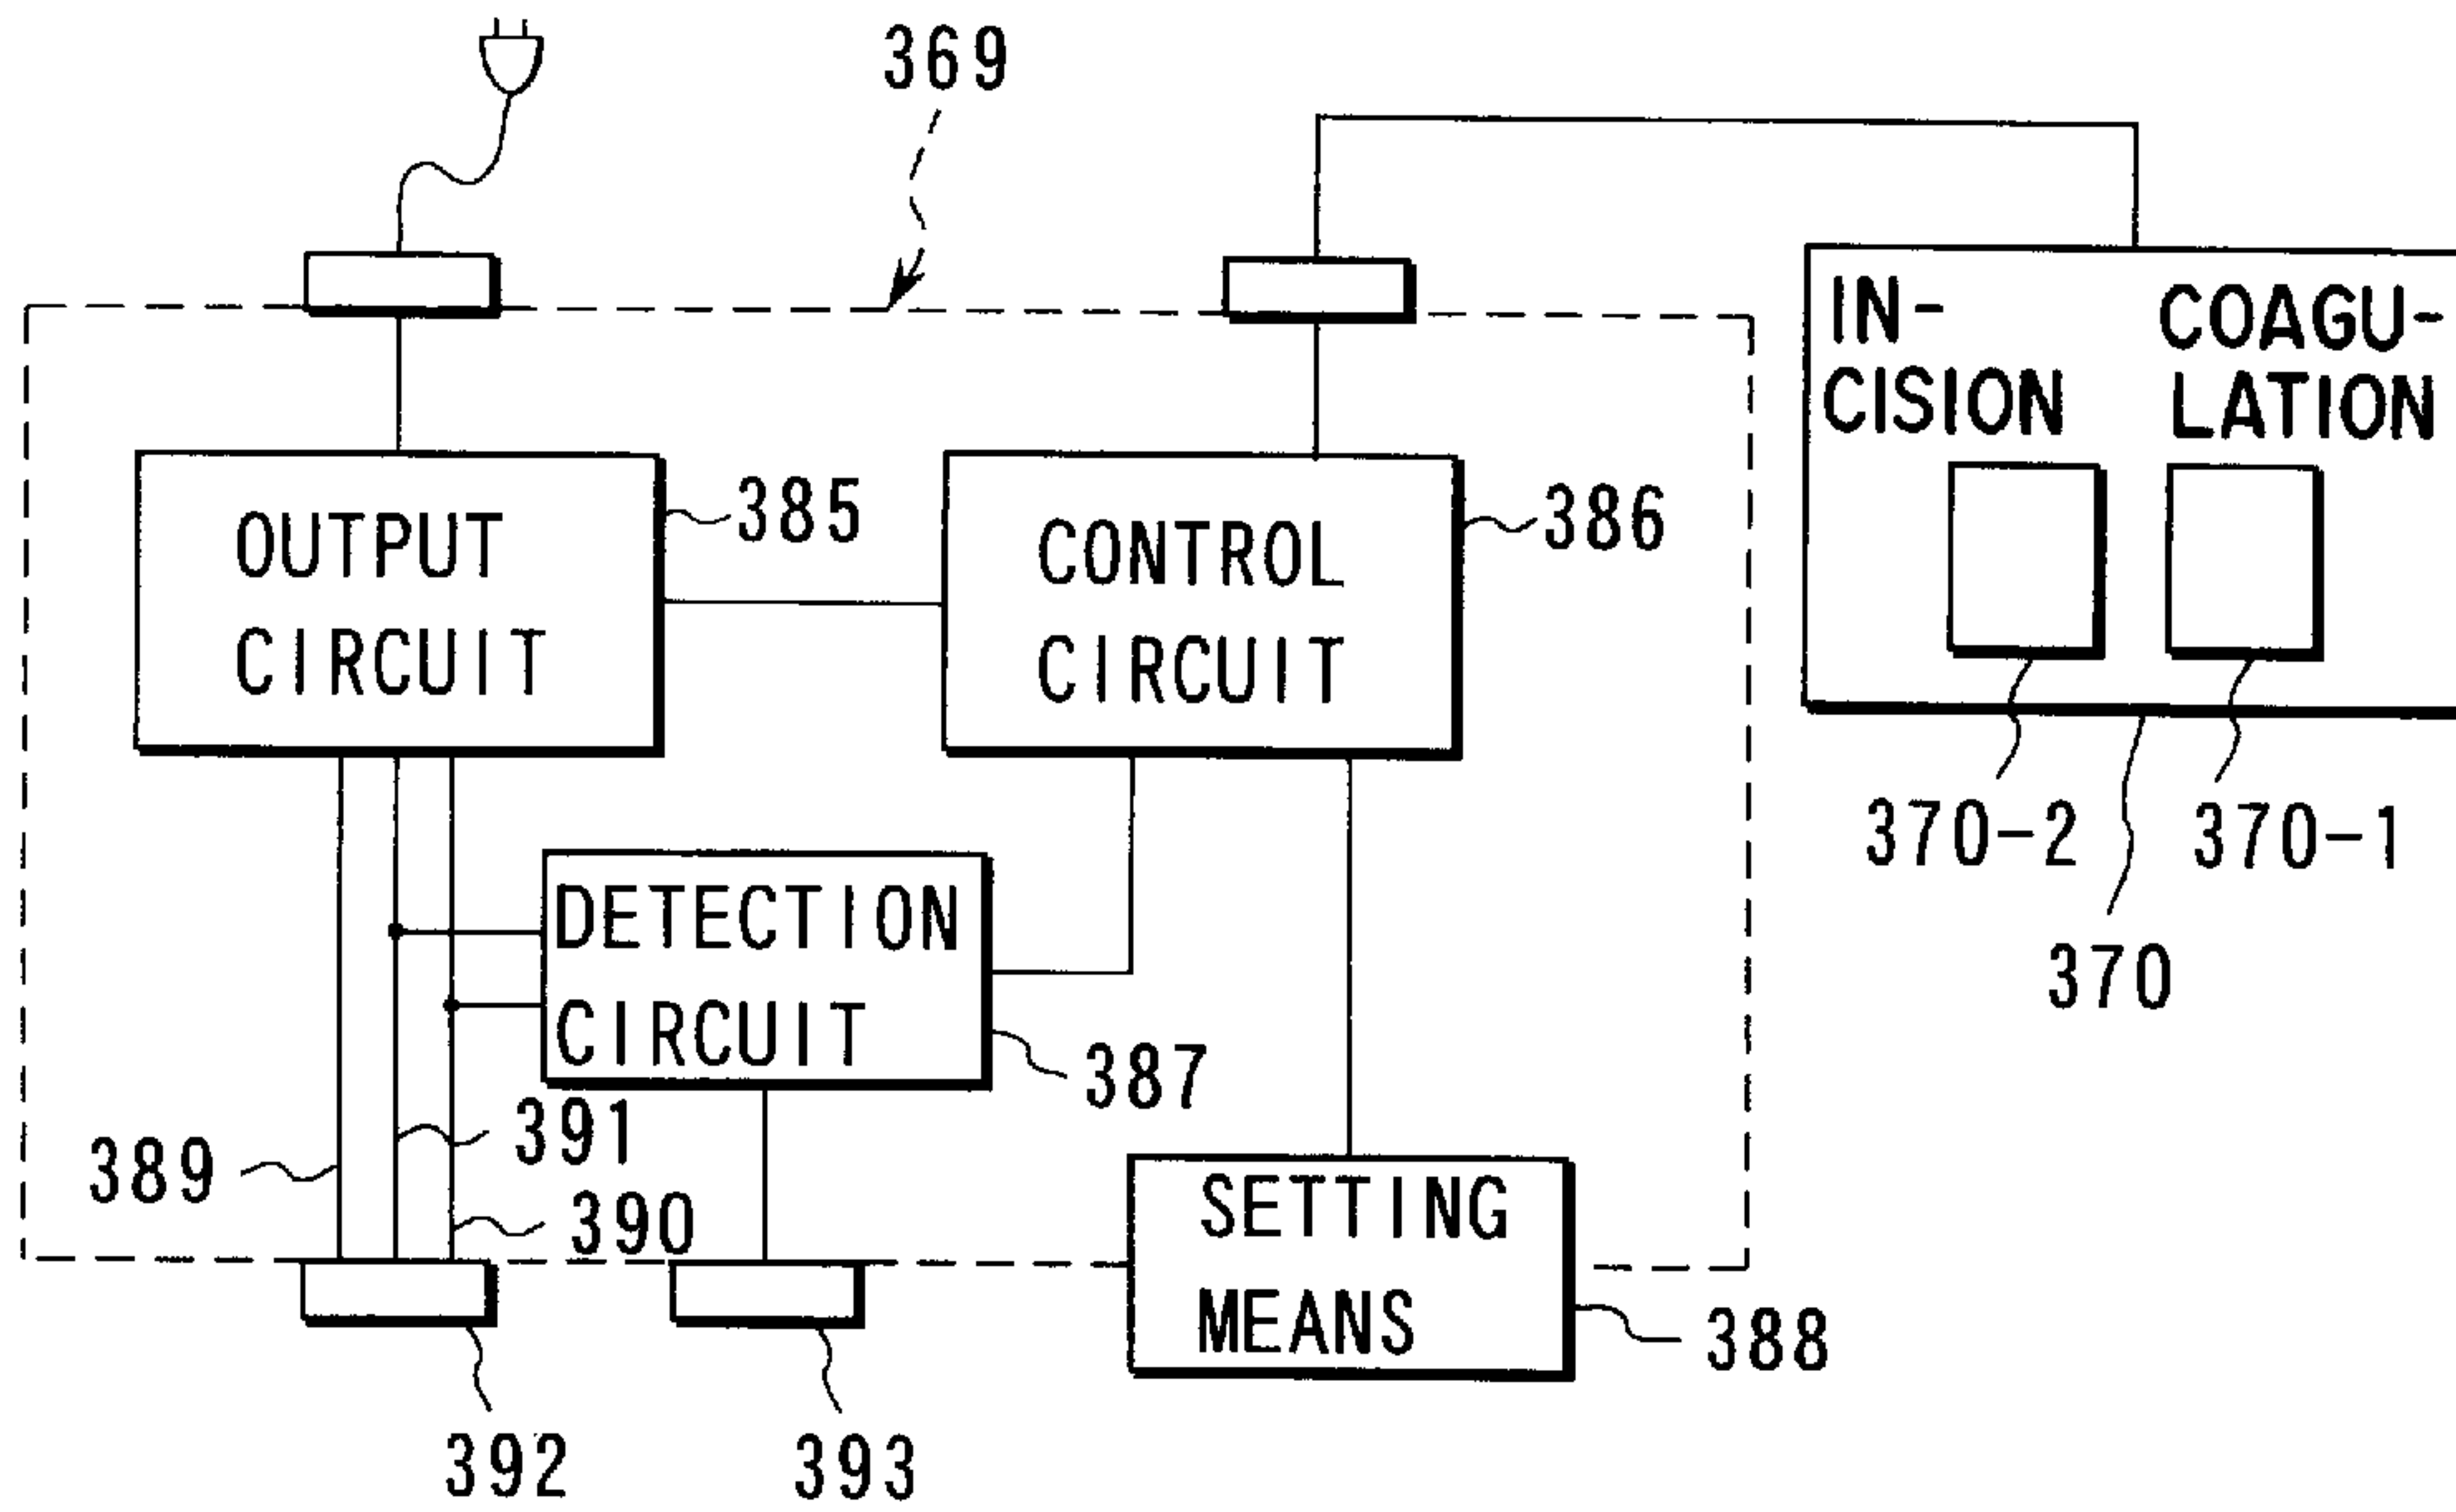 369
IN-
CISION
COAGU-
LATION
OUTPUT
CIRCUIT
385
CONTROL
CIRCUIT
386
370-2
370-1
370
DETECTION
CIRCUIT
387
391
389
390
SETTING
MEANS
388
392
393